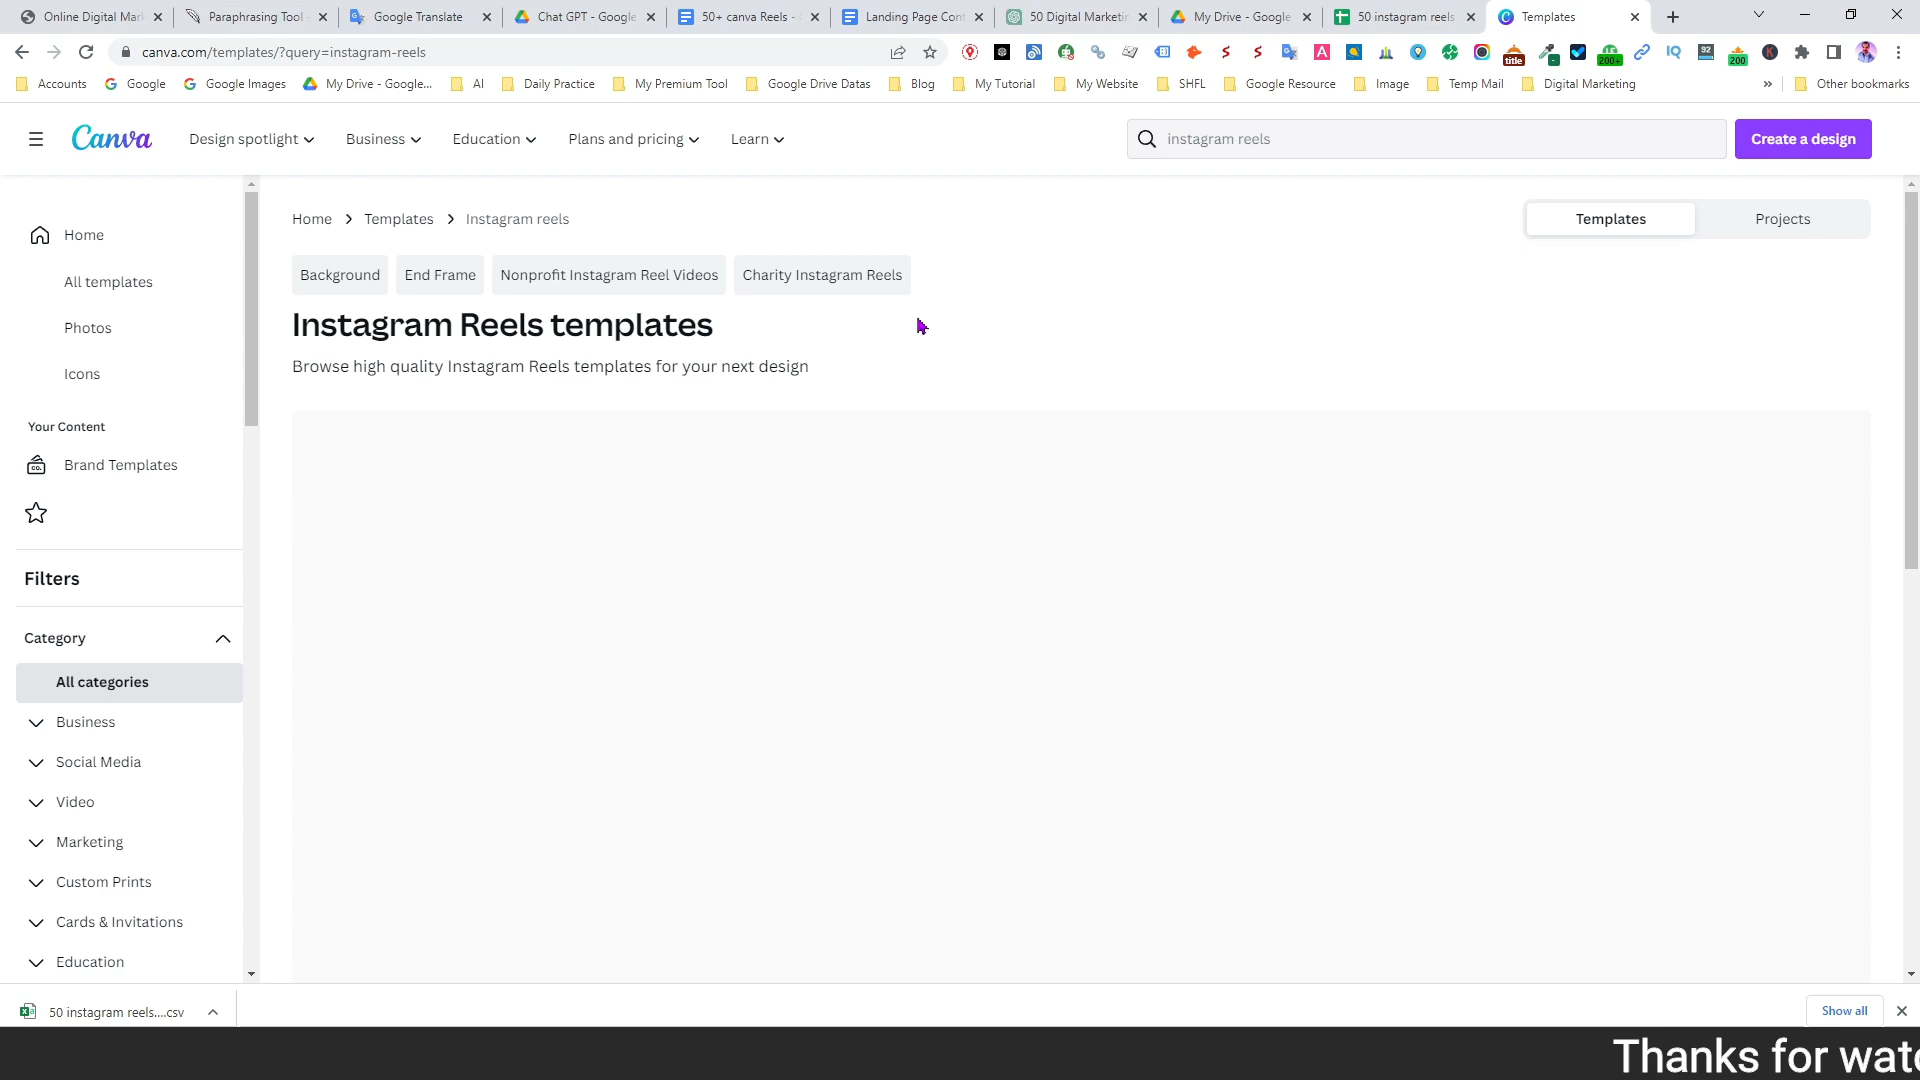 Online Digital Mar
Paraphrasing Tool -
Google Translate
Chat GPT - Google
50+ canva Reels -
Landing Page Cont
50 Digital Marketin
My Drive - Google
50 instagram reels
Templates
canva.com/templates/?query=instagram-reels
title
200+
IQ
92
200
K
Accounts
Google
Google Images
My Drive - Google...
AI
Daily Practice
My Premium Tool
Google Drive Datas
Blog
My Tutorial
My Website
SHFL
Google Resource
Image
Temp Mail
Digital Marketing
»
Other bookmarks
Canva
Design spotlight
Business
Education
Plans and pricing
Learn
instagram reels
Create a design
Home
All templates
Photos
Icons
Your Content
Brand Templates
Filters
Category
All categories
Business
Social Media
Video
Marketing
Custom Prints
Cards & Invitations
Education
Home > Templates > Instagram reels
Templates
Projects
Background
End Frame
Nonprofit Instagram Reel Videos
Charity Instagram Reels
Instagram Reels templates
Browse high quality Instagram Reels templates for your next design
50 instagram reels....csv
Show all
Thanks for watc